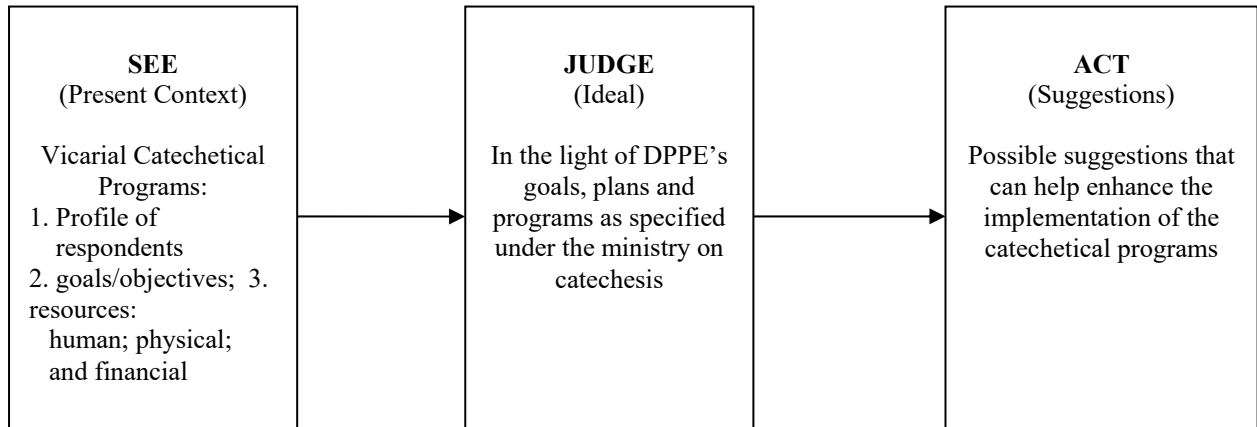 SEE
(Present Context)
Vicarial Catechetical
Programs:
1. Profile of
respondents
2. goals/objectives; 3.
resources:
human; physical;
and financial
JUDGE
(Ideal)
In the light of DPPE’s
goals, plans and
programs as specified
under the ministry on
catechesis
ACT
(Suggestions)
Possible suggestions that
can help enhance the
implementation of the
catechetical programs